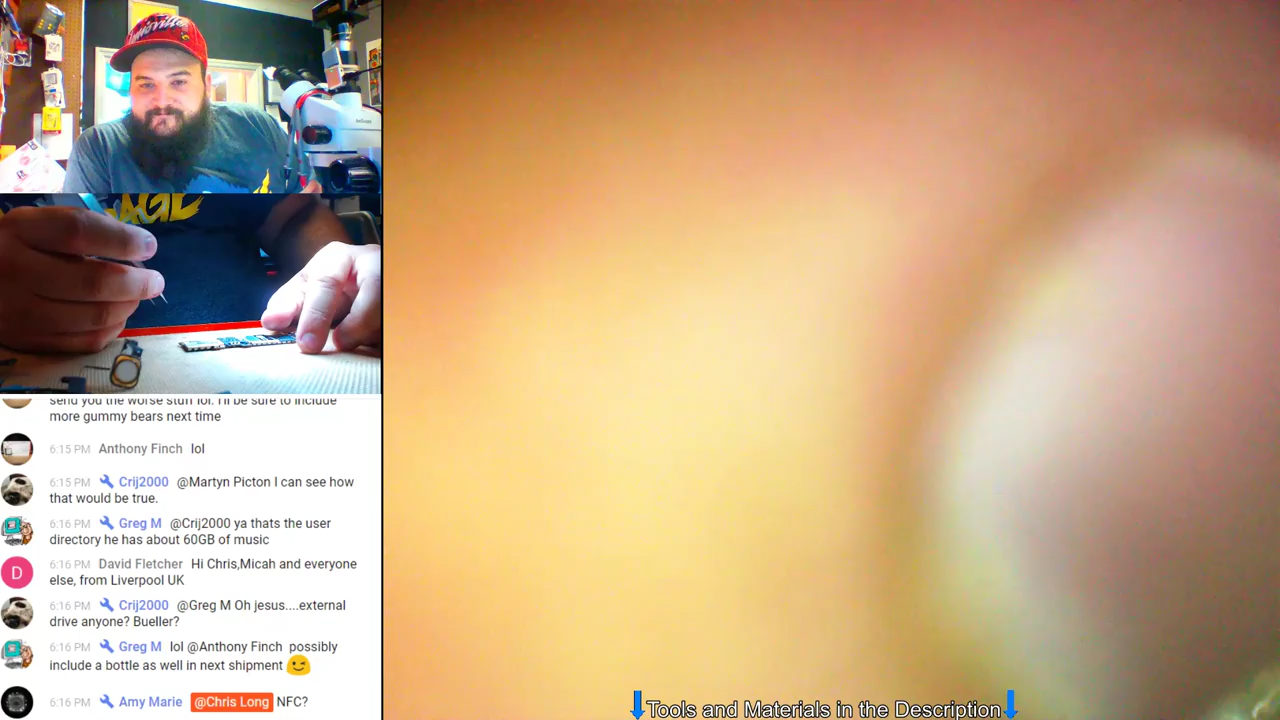 AGE
send you the worse stuff lol. I'll be sure to include
more gummy bears next time
6:15 PM Anthony Finch lol
6:15 PM Crij2000 @Martyn Picton I can see how
that would be true.
6:16 PM Greg M @Crij2000 ya thats the user
directory he has about 60GB of music
D
6:16 PM David Fletcher Hi Chris,Micah and everyone
else, from Liverpool UK
6:16 PM Crij2000 @Greg M Oh jesus....external
drive anyone? Bueller?
6:16 PM Greg M lol @Anthony Finch possibly
include a bottle as well in next shipment 😉
6:16 PM Amy Marie @Chris Long NFC?
Tools and Materials in the Description